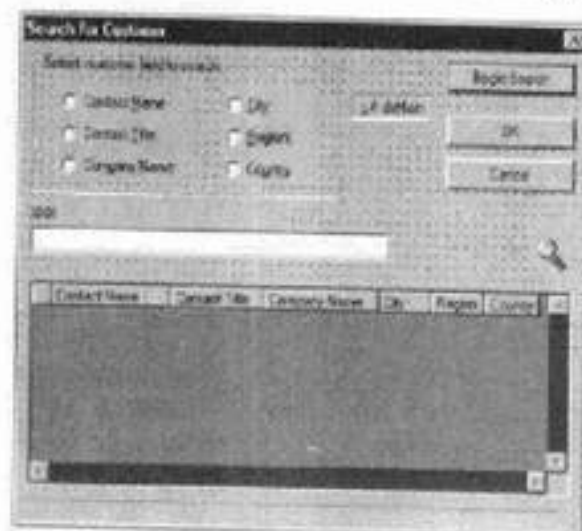 Search for Customer
Select customer field to search
Begin Search
Contact Name
City
Contact Title
Region
OK
Company Name
Country
Cancel
Contact Name Contact Title Company Name City Region Country